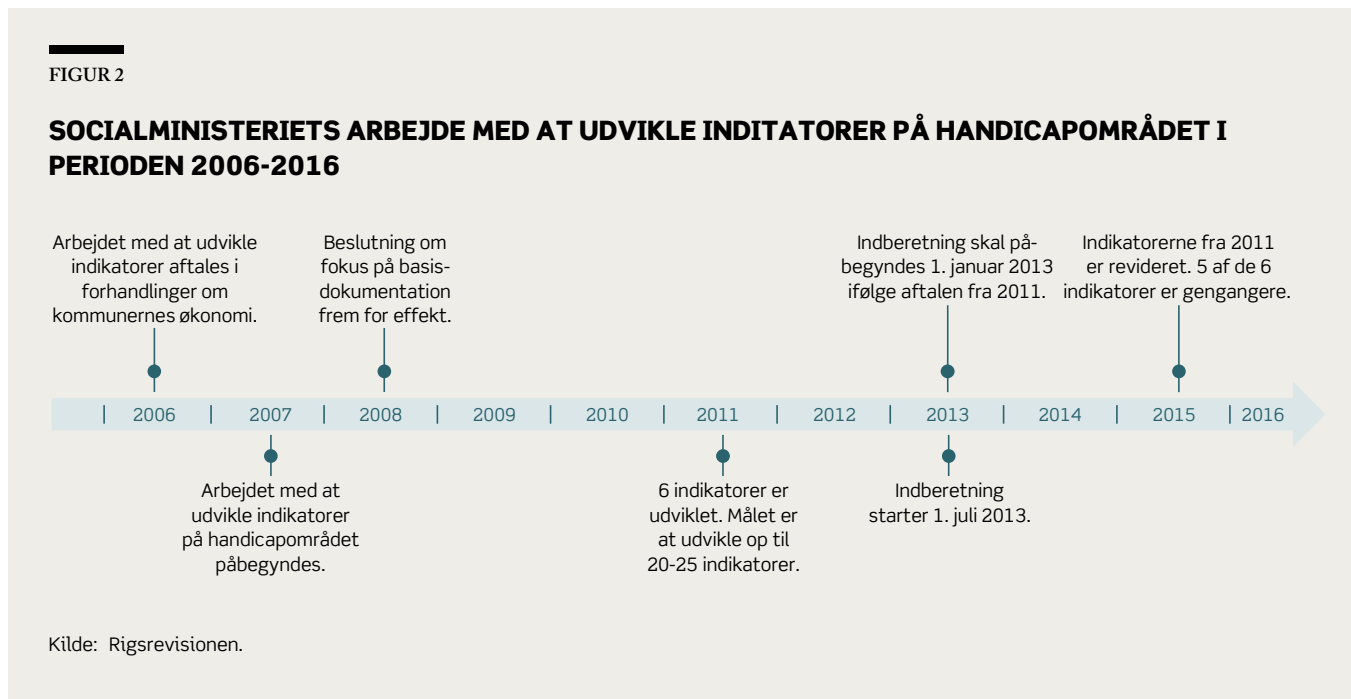 FIGUR 2
SOCIALMINISTERIETS ARBEJDE MED AT UDVIKLE INDITATORER PÅ HANDICAPOMRÅDET I
PERIODEN 2006-2016
Arbejdet med at udvikle
indikatorer aftales i
forhandlinger om
kommunernes økonomi.
Beslutning om
fokus på basis-
dokumentation
frem for effekt.
Indberetning skal på-
begyndes 1. januar 2013
ifølge aftalen fra 2011.
Indikatorerne fra 2011
er revideret. 5 af de 6
indikatorer er gengangere.
| 2006 | 2007 | 2008 | 2009 | 2010 | 2011 | 2012 | 2013 | 2014 | 2015 | 2016
Arbejdet med at
udvikle indikatorer
på handicapområdet
påbegyndes.
6 indikatorer er
udviklet. Målet er
at udvikle op til
20-25 indikatorer.
Indberetning
starter 1. juli 2013.
Kilde: Rigsrevisionen.